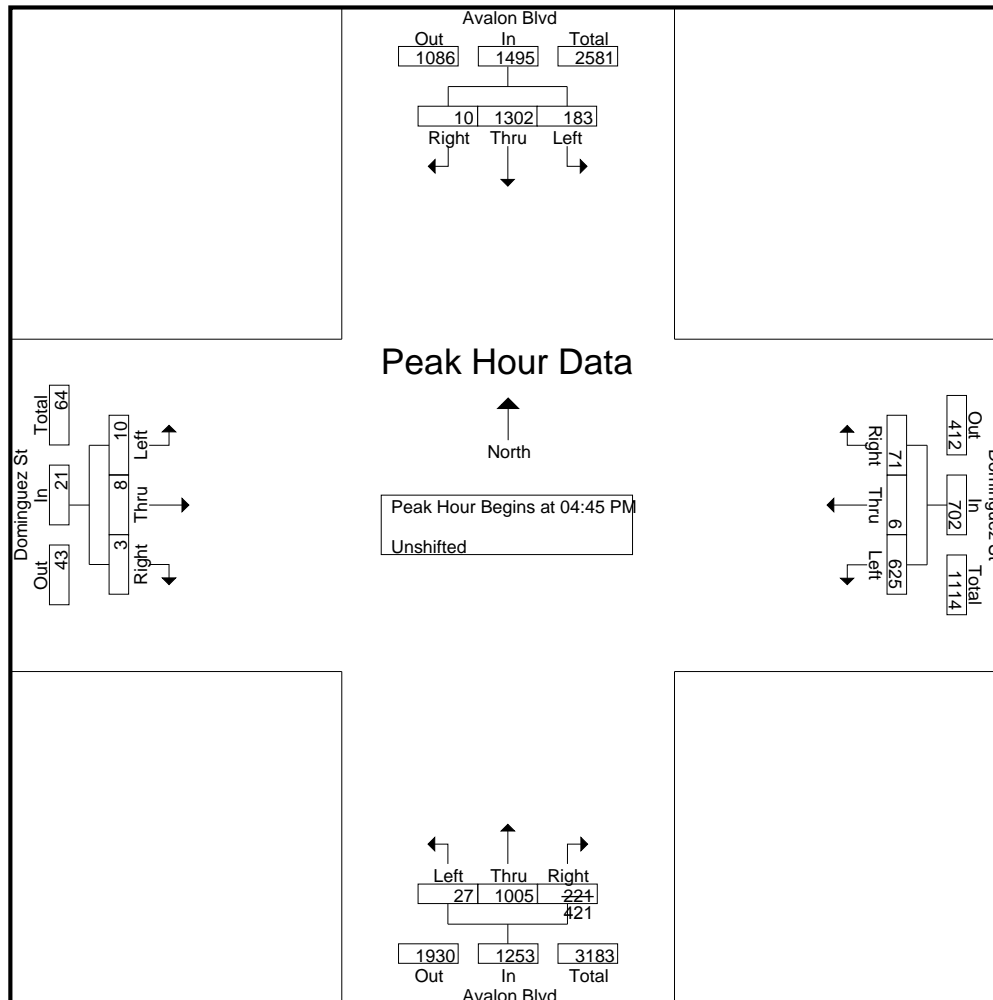 Avalon Blvd
Out In Total
1086 1495 2581
10 1302 183
Right Thru Left
Peak Hour Data
North
Peak Hour Begins at 04:45 PM
Unshifted
Dominguez St
Total In Out
64 21 43
10 8 3
Left Thru Right
Right Thru Left
71 6 625
Out In Total
412 702 1114
Dominguez St
Left Thru Right
27 1005 221
421
1930 1253 3183
Out In Total
Avalon Blvd